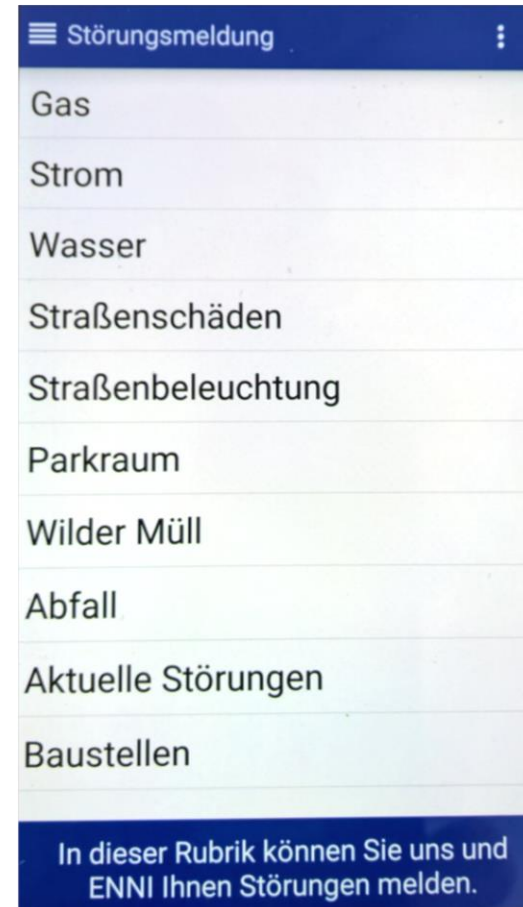 Störungsmeldung
Gas
Strom
Wasser
Straßenschäden
Straßenbeleuchtung
Parkraum
Wilder Müll
Abfall
Aktuelle Störungen
Baustellen
In dieser Rubrik können Sie uns und
ENNI Ihnen Störungen melden.